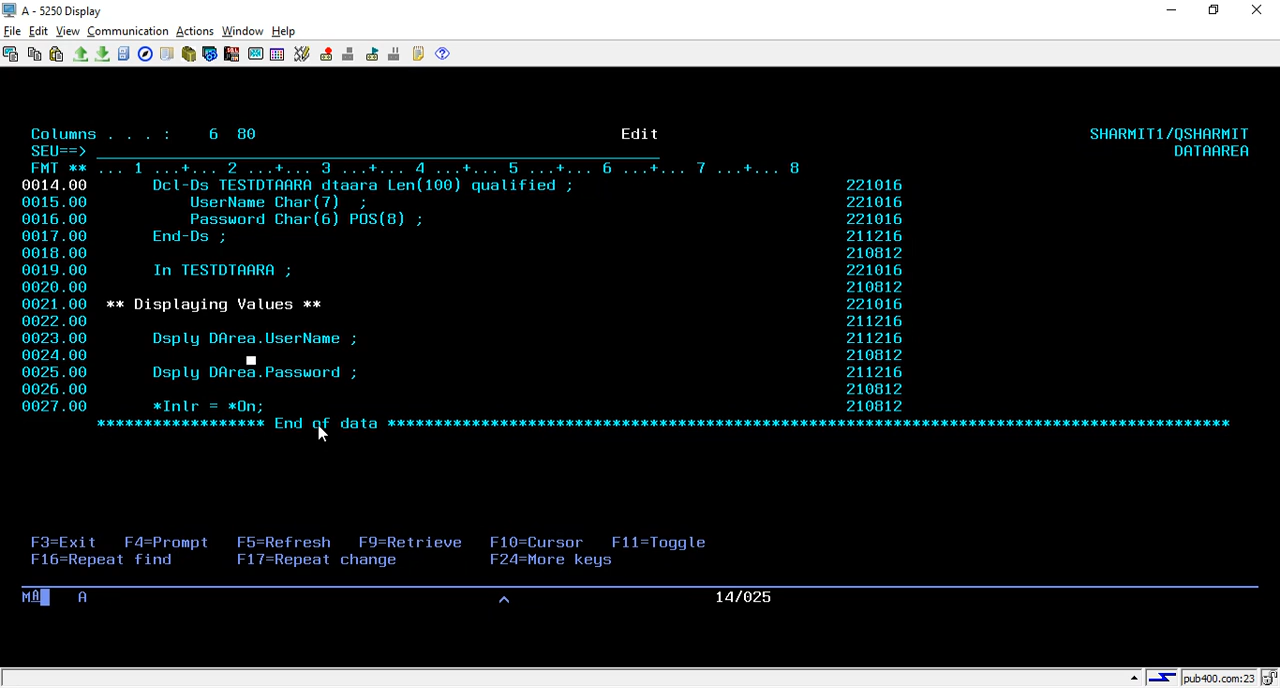 A - 5250 Display
File Edit View Communication Actions Window Help
Columns . . . : 6 80 Edit SHARMIT1/QSHARMIT
SEU==> DATAAREA
FMT ** ... 1 ...+... 2 ...+... 3 ...+... 4 ...+... 5 ...+... 6 ...+... 7 ...+... 8
0014.00 Dcl-Ds TESTDTAARA dtaara Len(100) qualified ; 221016
0015.00 UserName Char(7) ; 221016
0016.00 Password Char(6) POS(8) ; 221016
0017.00 End-Ds ; 211216
0018.00 210812
0019.00 In TESTDTAARA ; 221016
0020.00 210812
0021.00 ** Displaying Values ** 221016
0022.00 211216
0023.00 Dsply DArea.UserName ; 211216
0024.00 210812
0025.00 Dsply DArea.Password ; 211216
0026.00 210812
0027.00 *Inlr = *On; 210812
****************** End of data ******************************************************************************************
F3=Exit F4=Prompt F5=Refresh F9=Retrieve F10=Cursor F11=Toggle
F16=Repeat find F17=Repeat change F24=More keys
MA A ^ 14/025
pub400.com:23